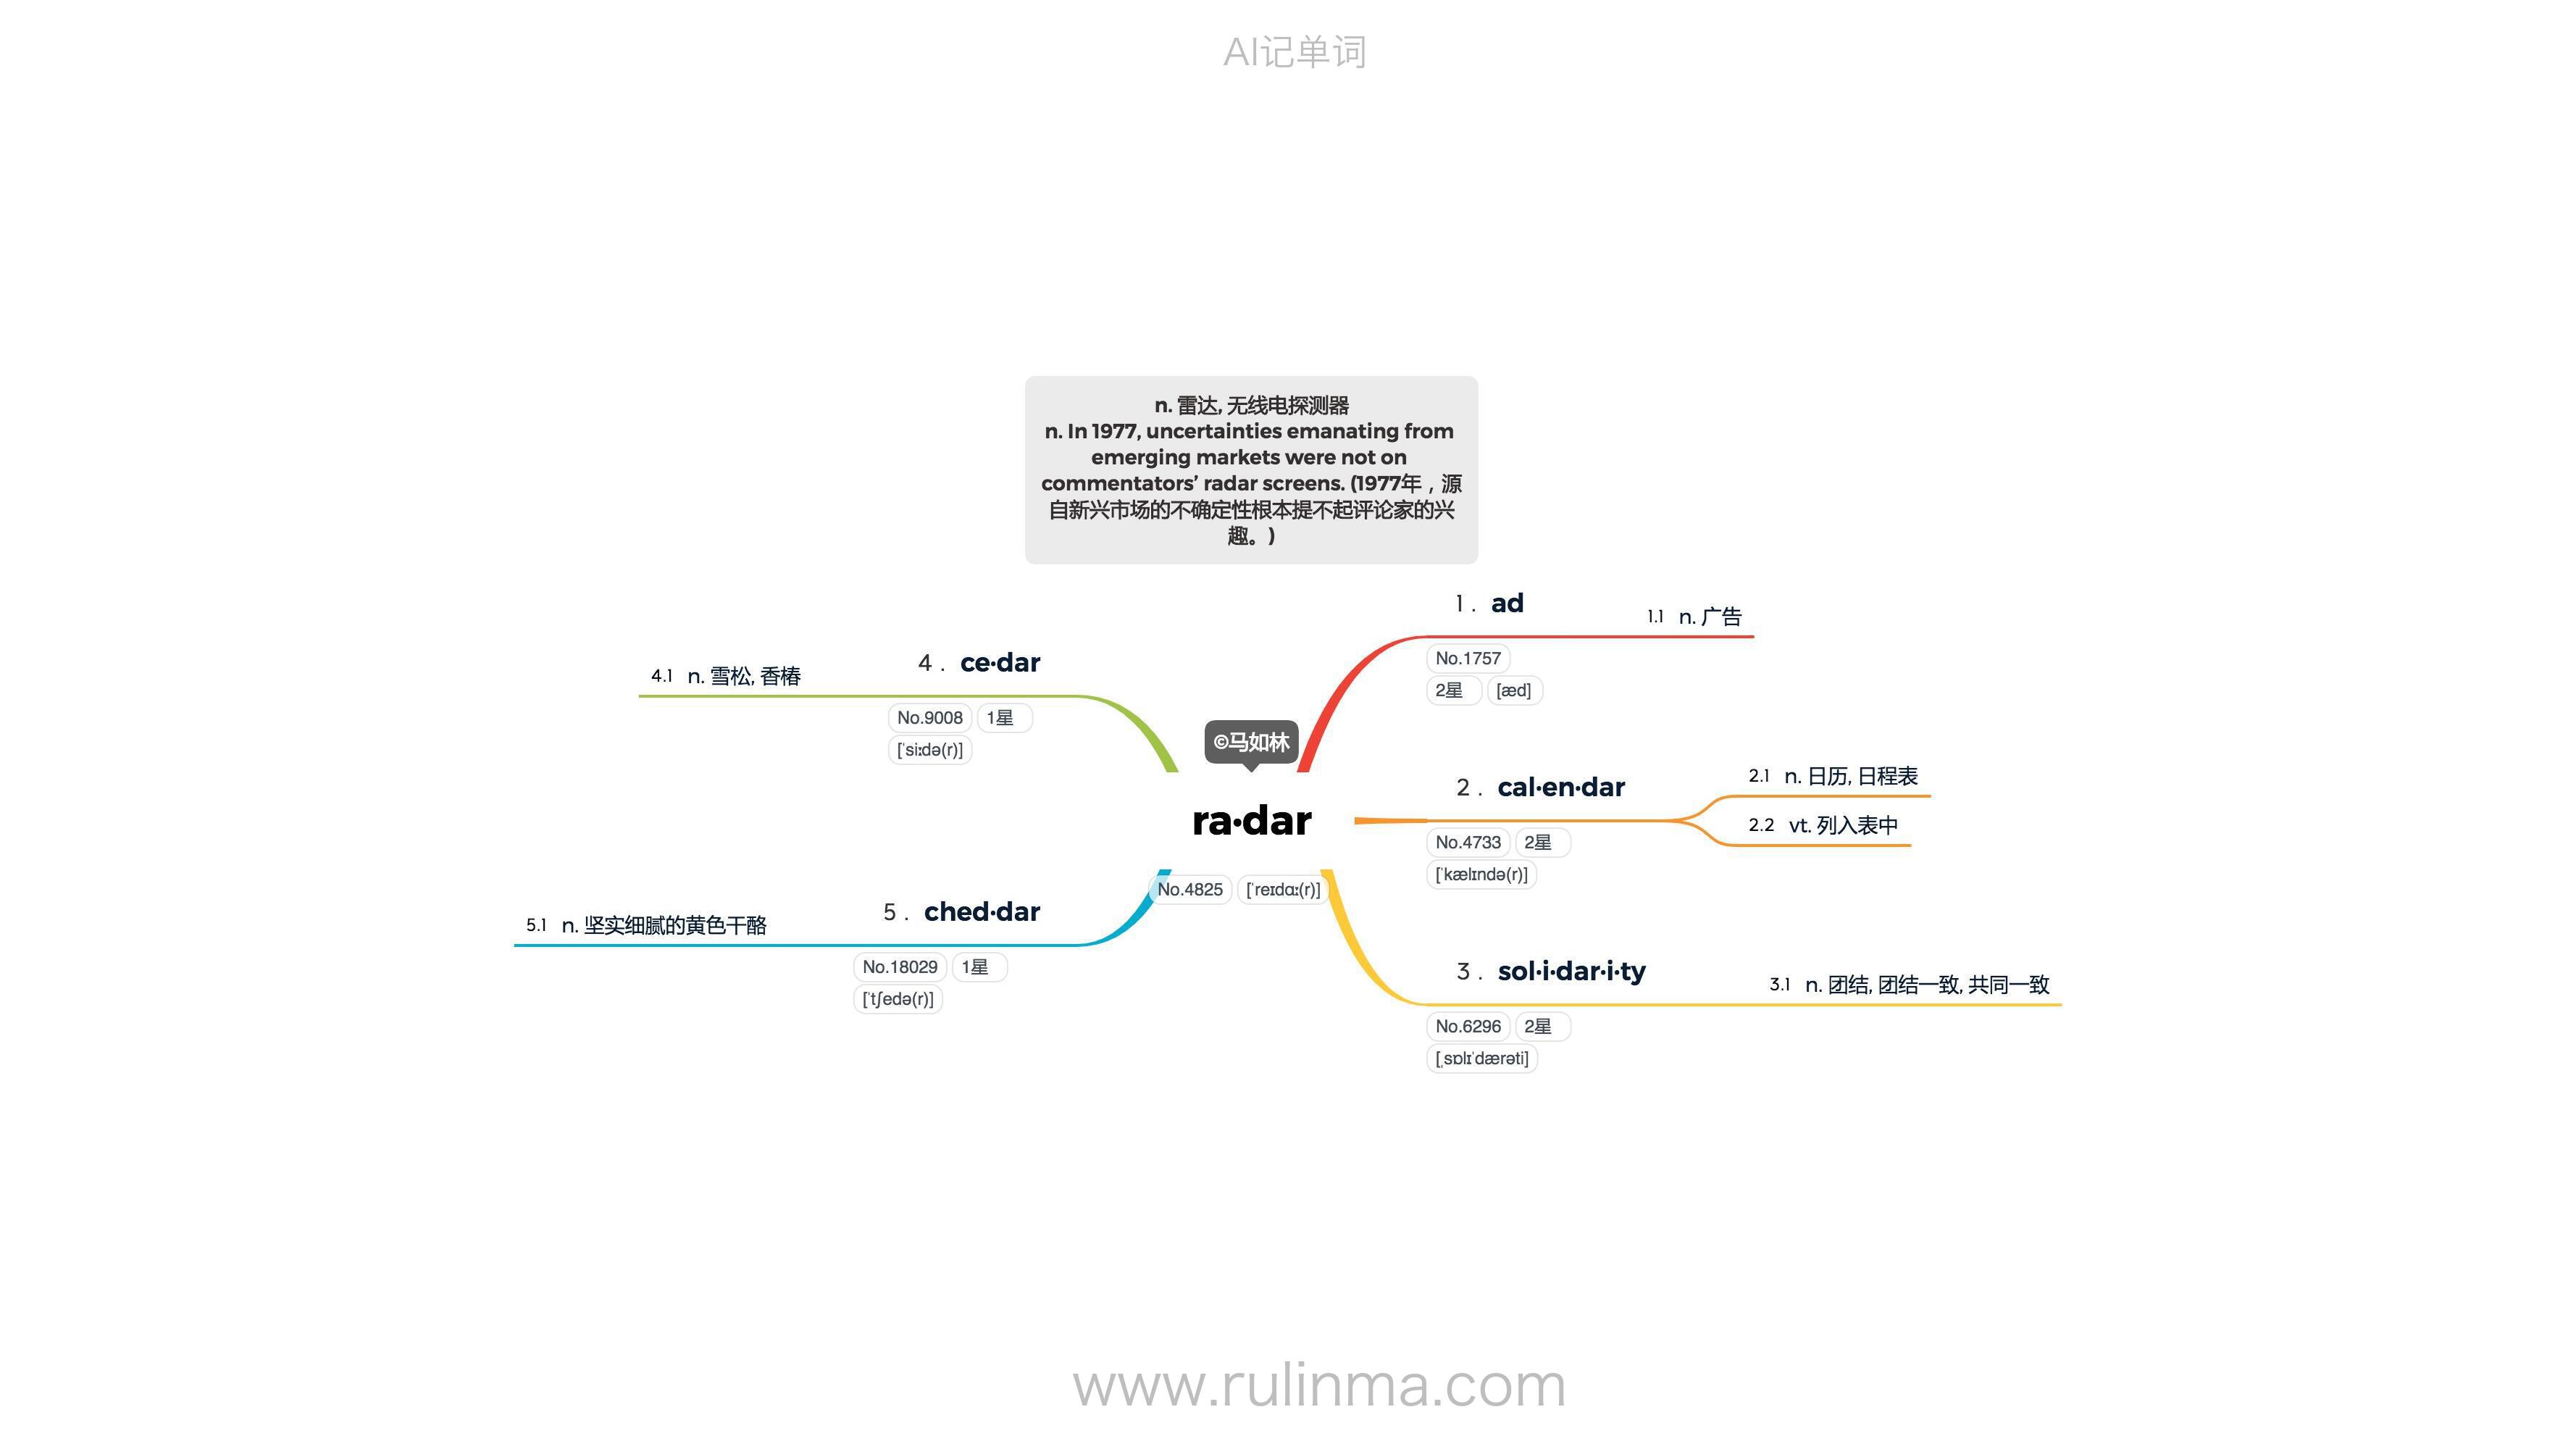 AI记单词
n. 雷达, 无线电探测器
n. In 1977, uncertainties emanating from
emerging markets were not on
commentators’ radar screens. (1977年，源
自新兴市场的不确定性根本提不起评论家的兴
趣。)
©马如林
ra·dar
No.4825 [ˈreɪdɑː(r)]
1. ad
No.1757
2星 [æd]
1.1 n. 广告
2. cal·en·dar
No.4733 2星
[ˈkælɪndə(r)]
2.1 n. 日历, 日程表
2.2 vt. 列入表中
3. sol·i·dar·i·ty
No.6296 2星
[ˌsɒlɪˈdærəti]
3.1 n. 团结, 团结一致, 共同一致
4. ce·dar
No.9008 1星
[ˈsiːdə(r)]
4.1 n. 雪松, 香椿
5. ched·dar
No.18029 1星
[ˈtʃedə(r)]
5.1 n. 坚实细腻的黄色干酪
www.rulinma.com